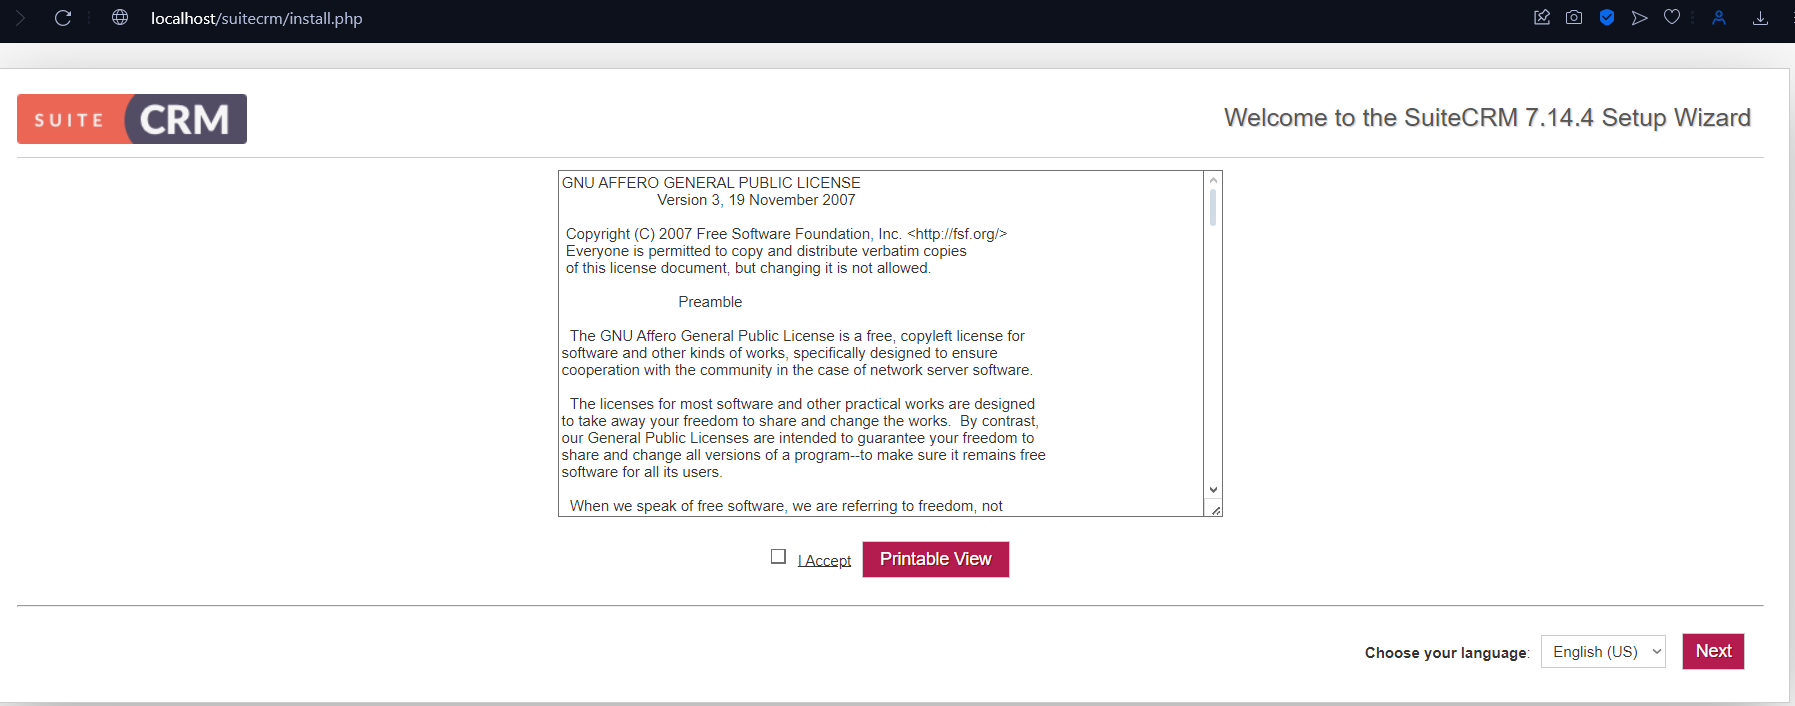 localhost/suitecrm/install.php
SUITE CRM
Welcome to the SuiteCRM 7.14.4 Setup Wizard
GNU AFFERO GENERAL PUBLIC LICENSE
Version 3, 19 November 2007
Copyright (C) 2007 Free Software Foundation, Inc. <http://fsf.org/>
Everyone is permitted to copy and distribute verbatim copies
of this license document, but changing it is not allowed.
Preamble
The GNU Affero General Public License is a free, copyleft license for
software and other kinds of works, specifically designed to ensure
cooperation with the community in the case of network server software.
The licenses for most software and other practical works are designed
to take away your freedom to share and change the works.  By contrast,
our General Public Licenses are intended to guarantee your freedom to
share and change all versions of a program--to make sure it remains free
software for all its users.
When we speak of free software, we are referring to freedom, not
I Accept Printable View
Choose your language: English (US) Next